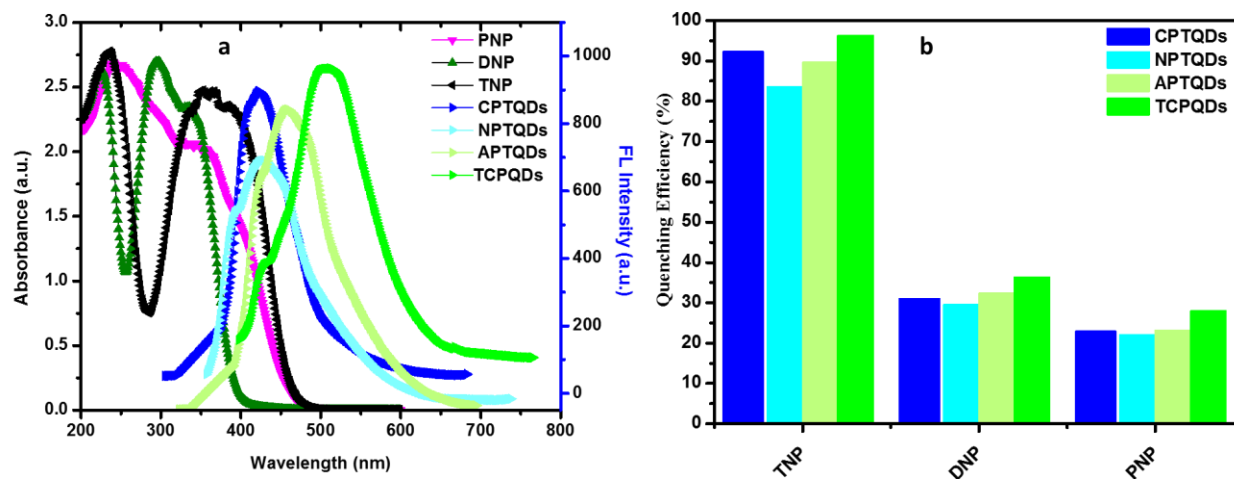 a
PNP
DNP
TNP
CPTQDs
NPTQDs
APTQDs
TCPQDs
3.0
2.5
2.0
1.5
1.0
0.5
0.0
Absorbance (a.u.)
200 300 400 500 600 700 800
Wavelength (nm)
1000
800
600
400
200
0
FL Intensity (a.u.)
b
CPTQDs
NPTQDs
APTQDs
TCPQDs
100
90
80
70
60
50
40
30
20
10
0
Quenching Efficiency (%)
TNP DNP PNP